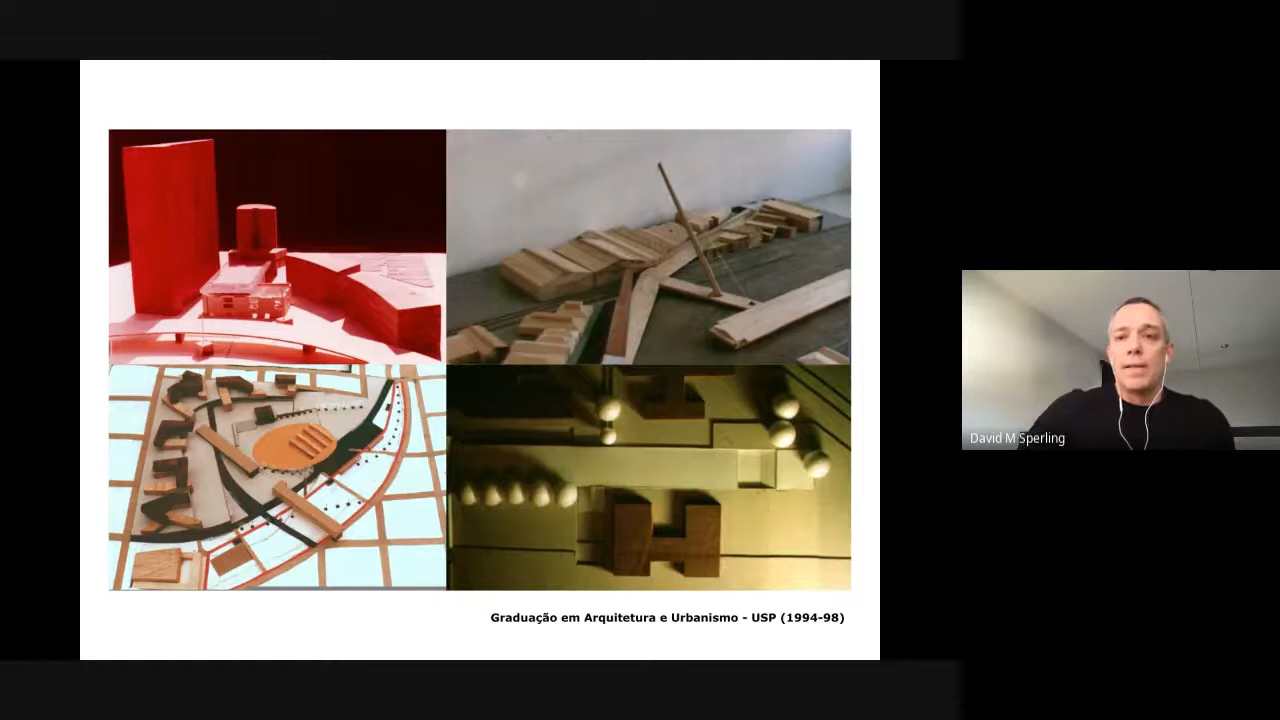 Graduação em Arquitetura e Urbanismo - USP (1994-98)
David M Sperling